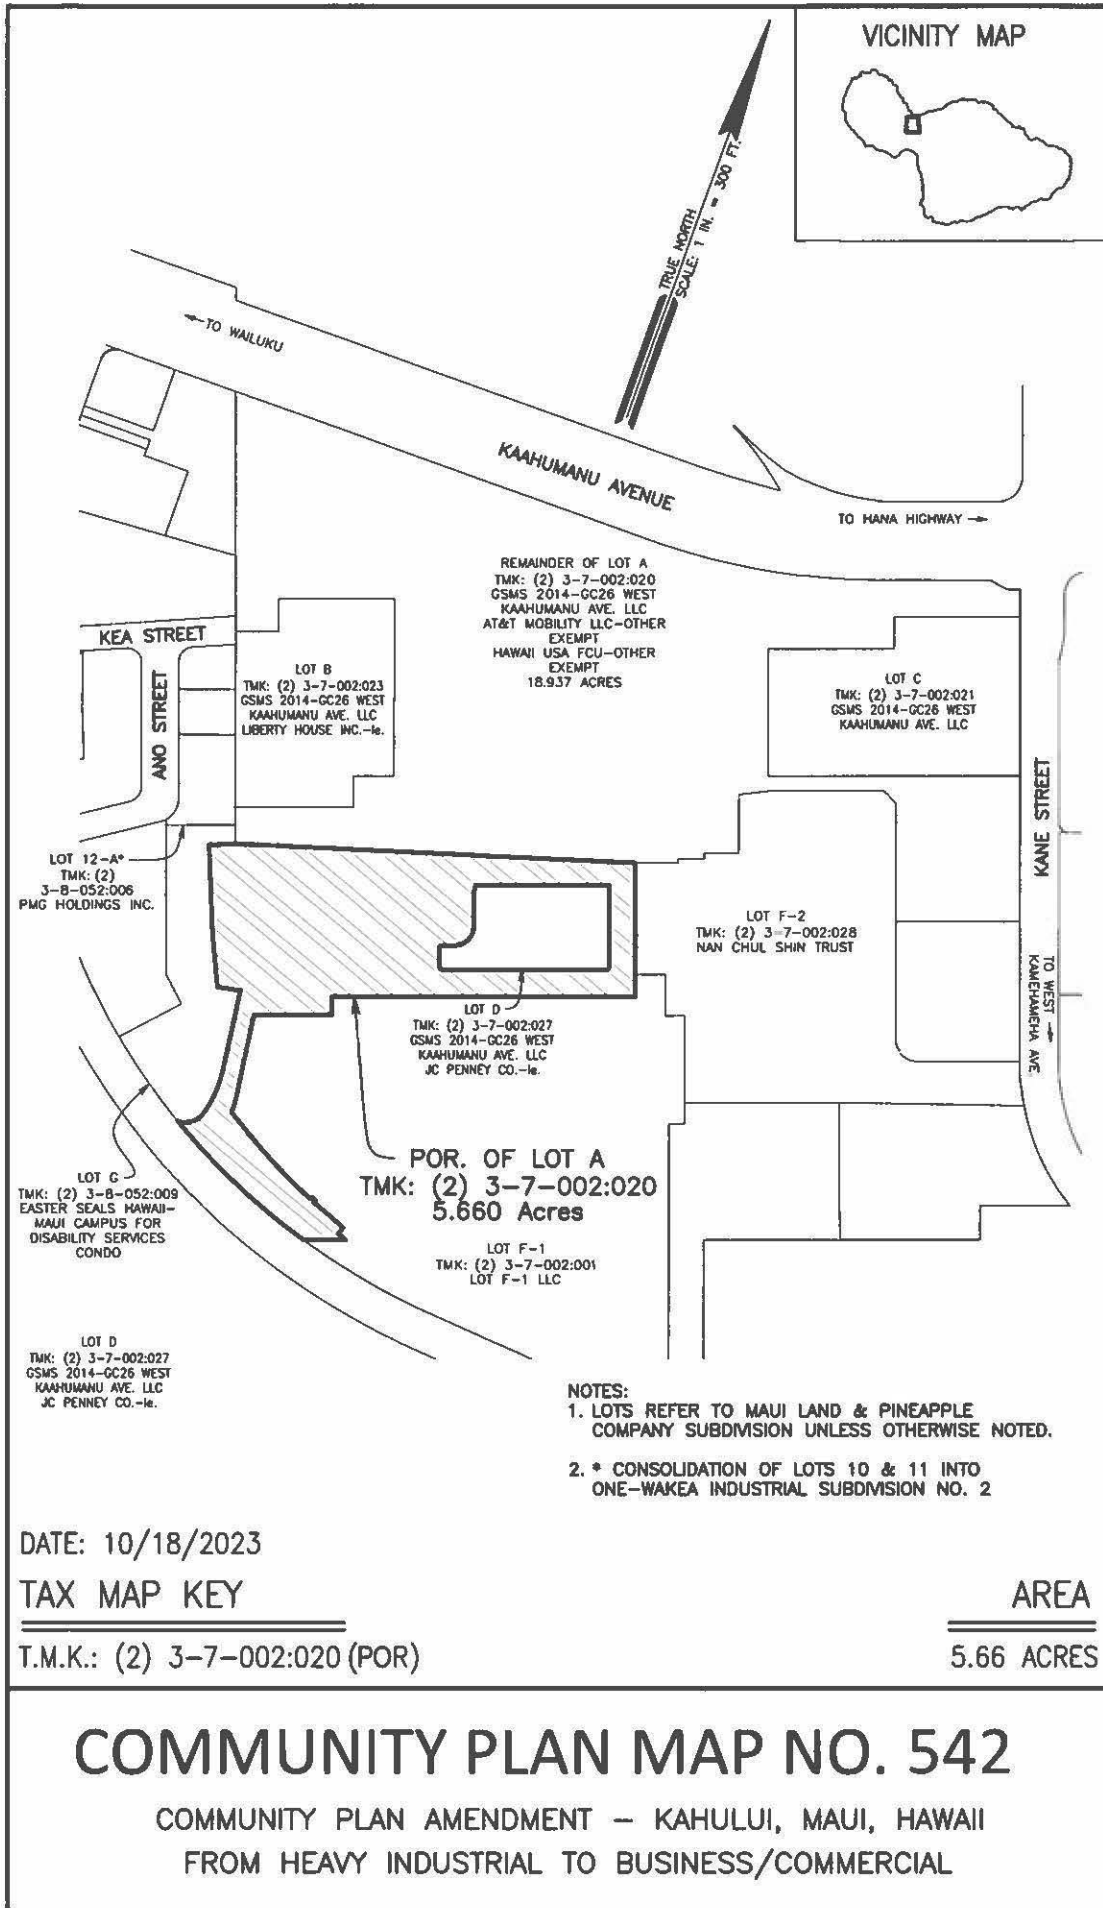 VICINITY MAP
TRUE NORTH
SCALE: 1 IN. = 300 FT.
←TO WAILUKU
KAAHUMANU AVENUE
TO HANA HIGHWAY →
REMAINDER OF LOT A
TMK: (2) 3-7-002:020
GSMS 2014-GC26 WEST
KAAHUMANU AVE. LLC
AT&T MOBILITY LLC-OTHER
EXEMPT
HAWAII USA FCU-OTHER
EXEMPT
18.937 ACRES
KEA STREET
ANO STREET
LOT B
TMK: (2) 3-7-002:023
GSMS 2014-GC26 WEST
KAAHUMANU AVE. LLC
LIBERTY HOUSE INC.-le.
LOT C
TMK: (2) 3-7-002:021
GSMS 2014-GC26 WEST
KAAHUMANU AVE. LLC
KANE STREET
LOT 12-A*
TMK: (2)
3-8-052:006
PMG HOLDINGS INC.
LOT F-2
TMK: (2) 3-7-002:028
NAN CHUL SHIN TRUST
TO WEST →
KAMEHAMEHA AVE.
LOT D
TMK: (2) 3-7-002:027
GSMS 2014-GC26 WEST
KAAHUMANU AVE. LLC
JC PENNEY CO.-le.
POR. OF LOT A
TMK: (2) 3-7-002:020
5.660 Acres
LOT G
TMK: (2) 3-8-052:009
EASTER SEALS HAWAII-
MAUI CAMPUS FOR
DISABILITY SERVICES
CONDO
LOT F-1
TMK: (2) 3-7-002:001
LOT F-1 LLC
LOT D
TMK: (2) 3-7-002:027
GSMS 2014-GC26 WEST
KAAHUMANU AVE. LLC
JC PENNEY CO.-le.
NOTES:
1. LOTS REFER TO MAUI LAND & PINEAPPLE
COMPANY SUBDIVISION UNLESS OTHERWISE NOTED.
2. * CONSOLIDATION OF LOTS 10 & 11 INTO
ONE-WAKEA INDUSTRIAL SUBDIVISION NO. 2
DATE: 10/18/2023
TAX MAP KEY
AREA
T.M.K.: (2) 3-7-002:020 (POR)
5.66 ACRES
COMMUNITY PLAN MAP NO. 542
COMMUNITY PLAN AMENDMENT - KAHULUI, MAUI, HAWAII
FROM HEAVY INDUSTRIAL TO BUSINESS/COMMERCIAL